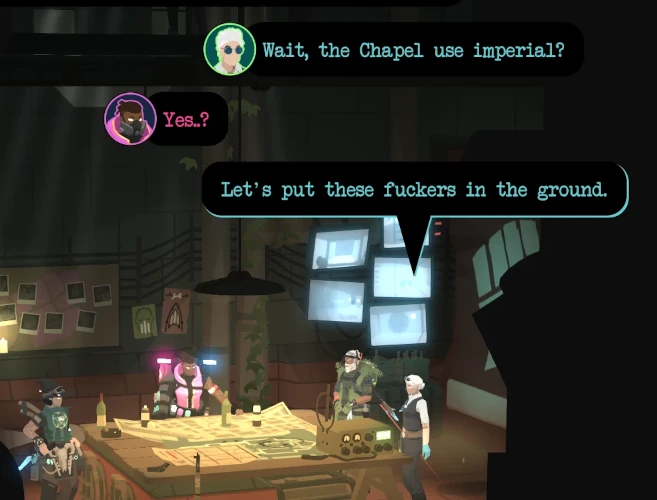 Wait, the Chapel use imperial?
Yes..?
Let's put these fuckers in the ground.